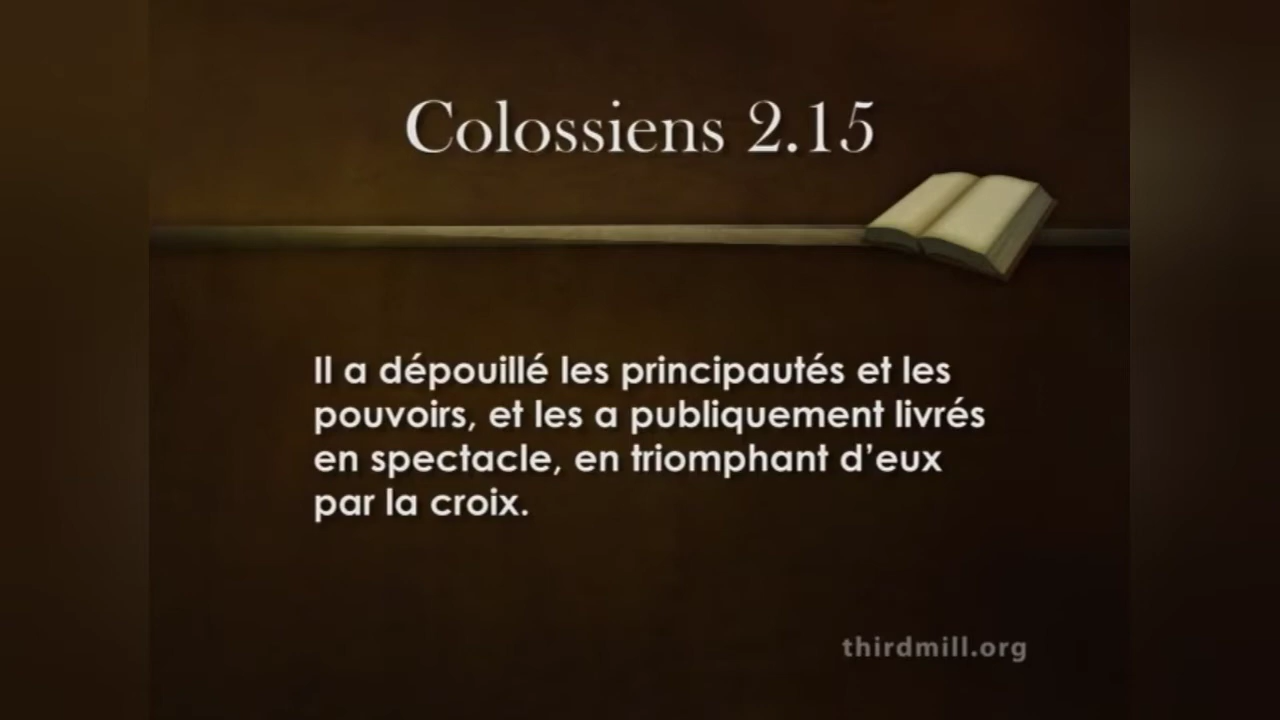 Colossiens 2.15
Il a dépouillé les principautés et les
pouvoirs, et les a publiquement livrés
en spectacle, en triomphant d’eux
par la croix.
thirdmill.org